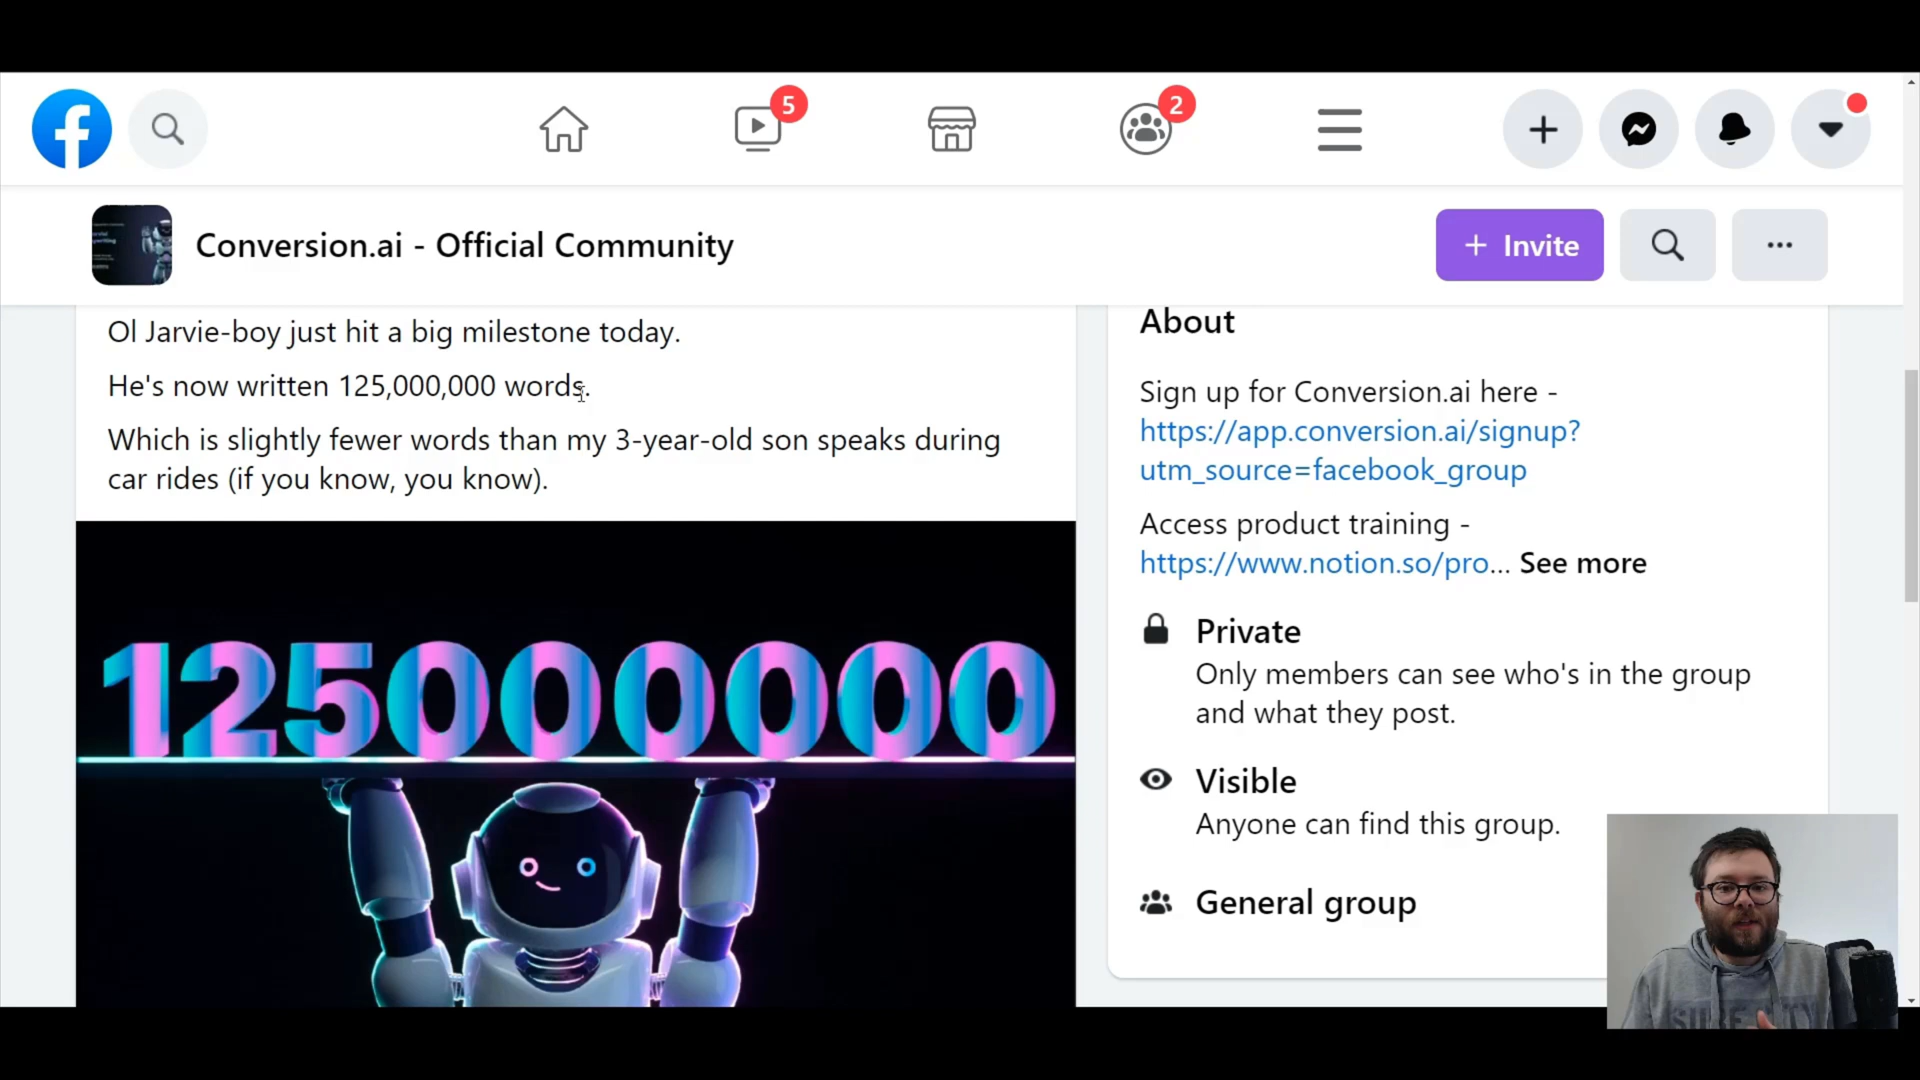 5
2
Conversion.ai - Official Community
+ Invite
Ol Jarvie-boy just hit a big milestone today.
He's now written 125,000,000 words.
Which is slightly fewer words than my 3-year-old son speaks during
car rides (if you know, you know).
125000000
About
Sign up for Conversion.ai here -
https://app.conversion.ai/signup?
utm_source=facebook_group
Access product training -
https://www.notion.so/pro... See more
Private
Only members can see who's in the group
and what they post.
Visible
Anyone can find this group.
General group